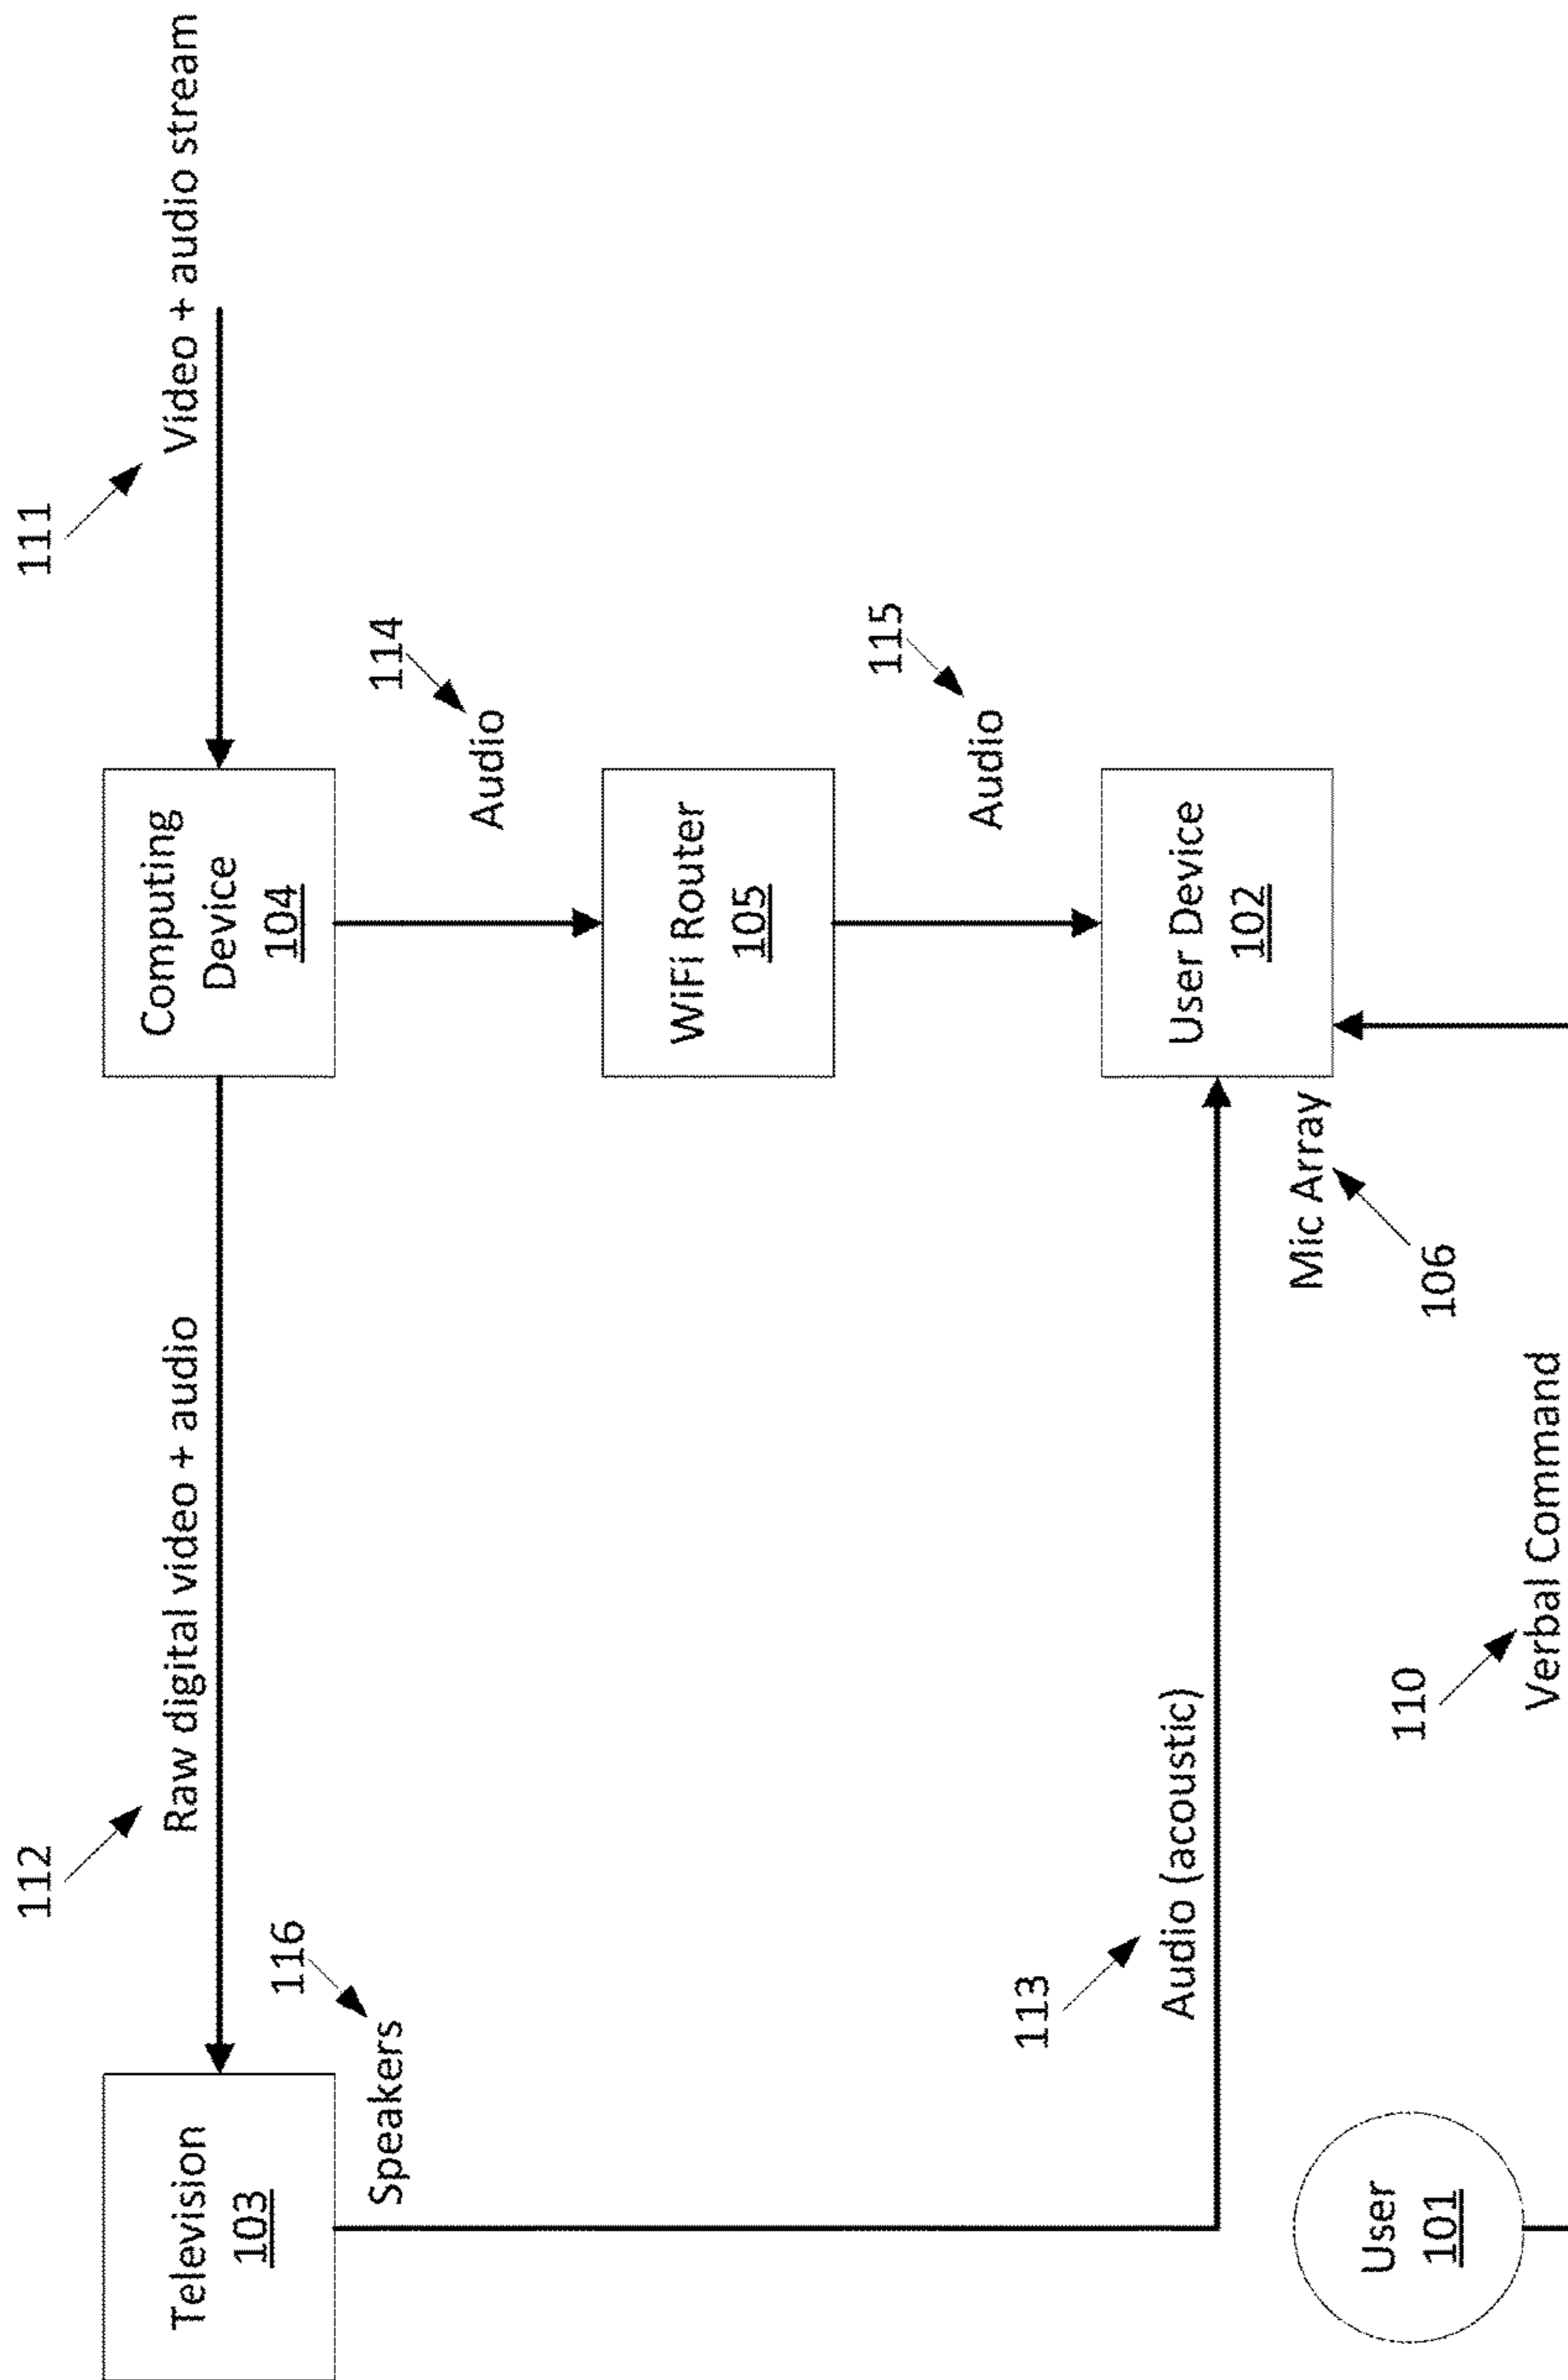 111
Video + audio stream
112
Raw digital video + audio
Television
103
Computing
Device
104
116
Speakers
114
Audio
WiFi Router
105
115
Audio
113
Audio (acoustic)
User Device
102
Mic Array
106
User
101
110
Verbal Command